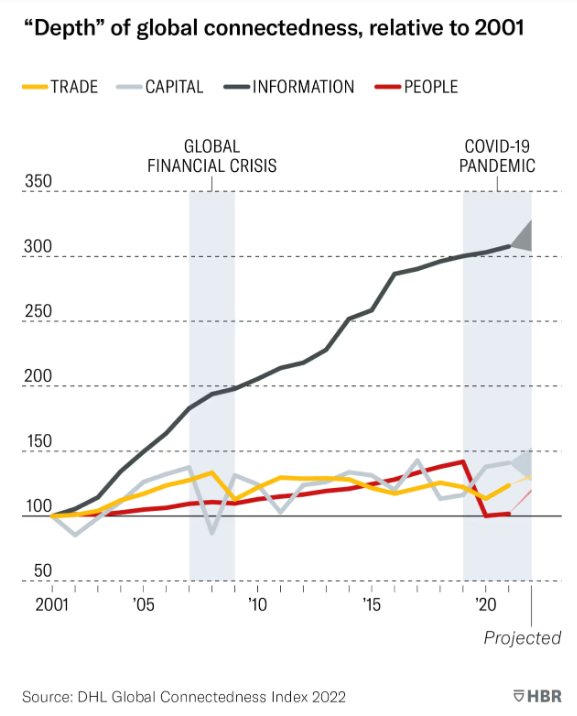 “Depth” of global connectedness, relative to 2001
TRADE CAPITAL INFORMATION PEOPLE
GLOBAL
FINANCIAL CRISIS
COVID-19
PANDEMIC
350
300
250
200
150
100
50
2001 ’05 ’10 ’15 ’20
Projected
Source: DHL Global Connectedness Index 2022
HBR